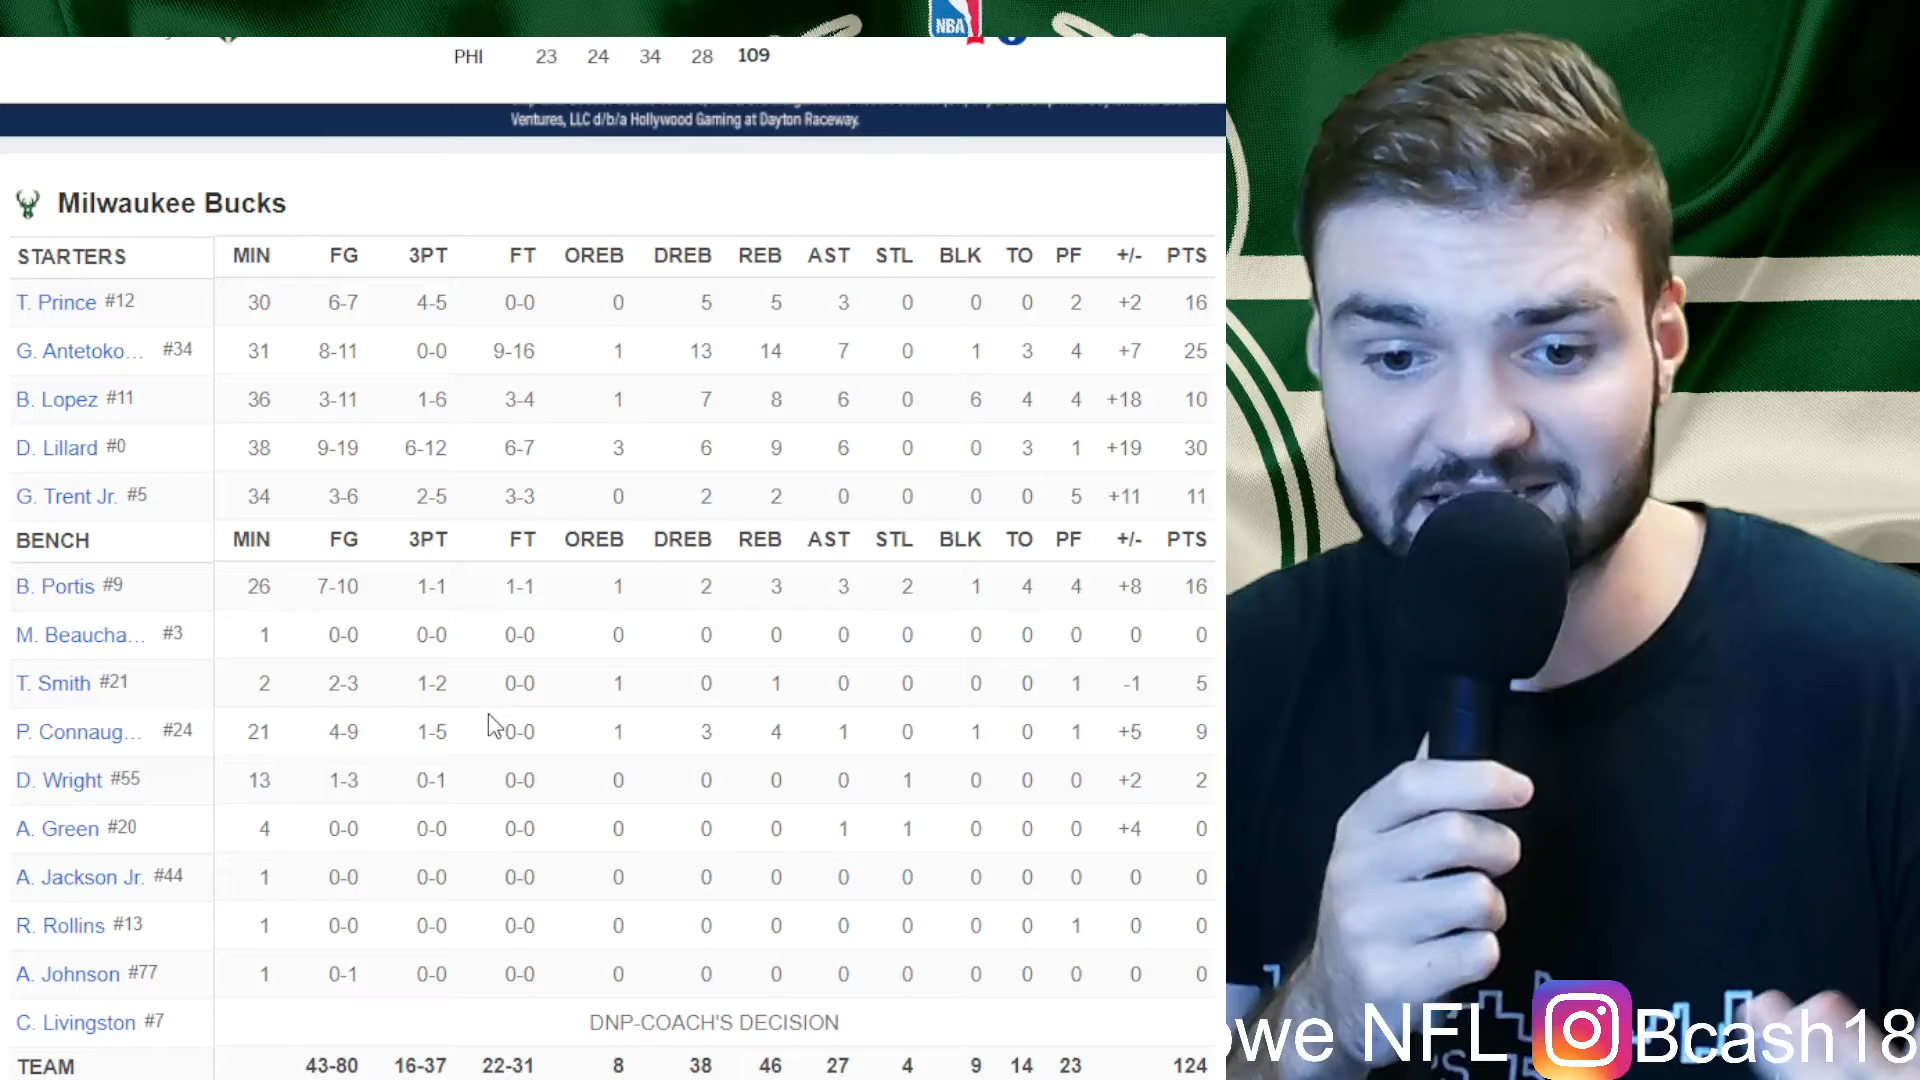 NBA
PHI 23 24 34 28 109
Ventures, LLC d/b/a Hollywood Gaming at Dayton Raceway.
Milwaukee Bucks
STARTERS MIN FG 3PT FT OREB DREB REB AST STL BLK TO PF +/- PTS
T. Prince #12 30 6-7 4-5 0-0 0 5 5 3 0 0 0 2 +2 16
G. Antetoko... #34 31 8-11 0-0 9-16 1 13 14 7 0 1 3 4 +7 25
B. Lopez #11 36 3-11 1-6 3-4 1 7 8 6 0 6 4 4 +18 10
D. Lillard #0 38 9-19 6-12 6-7 3 6 9 6 0 0 3 1 +19 30
G. Trent Jr. #5 34 3-6 2-5 3-3 0 2 2 0 0 0 0 5 +11 11
BENCH MIN FG 3PT FT OREB DREB REB AST STL BLK TO PF +/- PTS
B. Portis #9 26 7-10 1-1 1-1 1 2 3 3 2 1 4 4 +8 16
M. Beaucha... #3 1 0-0 0-0 0-0 0 0 0 0 0 0 0 0 0 0
T. Smith #21 2 2-3 1-2 0-0 1 0 1 0 0 0 0 1 -1 5
P. Connaug... #24 21 4-9 1-5 0-0 1 3 4 1 0 1 0 1 +5 9
D. Wright #55 13 1-3 0-1 0-0 0 0 0 0 1 0 0 0 +2 2
A. Green #20 4 0-0 0-0 0-0 0 0 0 1 1 0 0 0 +4 0
A. Jackson Jr. #44 1 0-0 0-0 0-0 0 0 0 0 0 0 0 0 0 0
R. Rollins #13 1 0-0 0-0 0-0 0 0 0 0 0 0 0 1 0 0
A. Johnson #77 1 0-1 0-0 0-0 0 0 0 0 0 0 0 0 0 0
C. Livingston #7 DNP-COACH'S DECISION
TEAM 43-80 16-37 22-31 8 38 46 27 4 9 14 23 124
owe NFL Bcash18